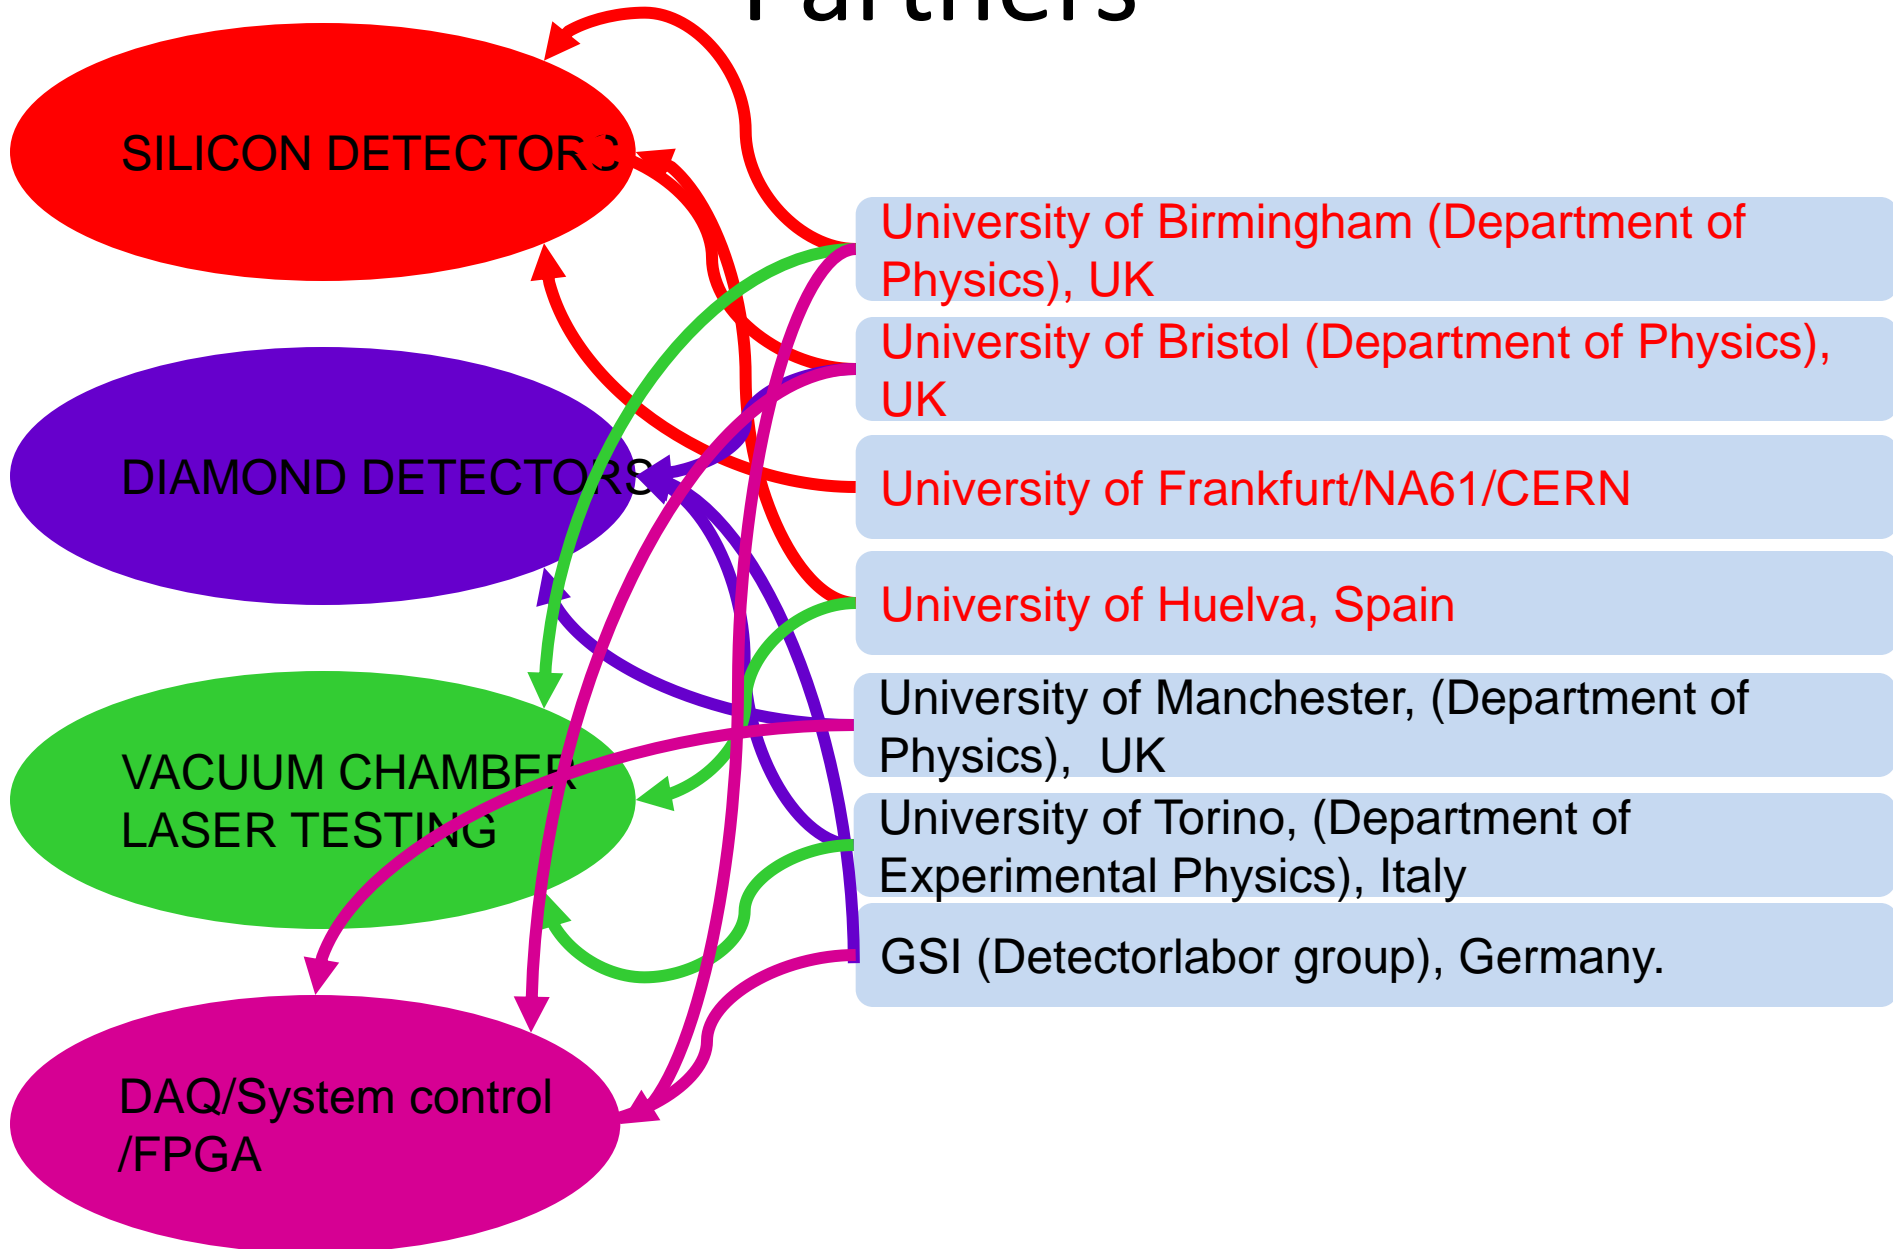 Partners
SILICON DETECTORS
University of Birmingham (Department of
Physics), UK
University of Bristol (Department of Physics),
UK
DIAMOND DETECTORS
University of Frankfurt/NA61/CERN
University of Huelva, Spain
University of Manchester, (Department of
Physics),  UK
VACUUM CHAMBER
LASER TESTING
University of Torino, (Department of
Experimental Physics), Italy
GSI (Detectorlabor group), Germany.
DAQ/System control
/FPGA